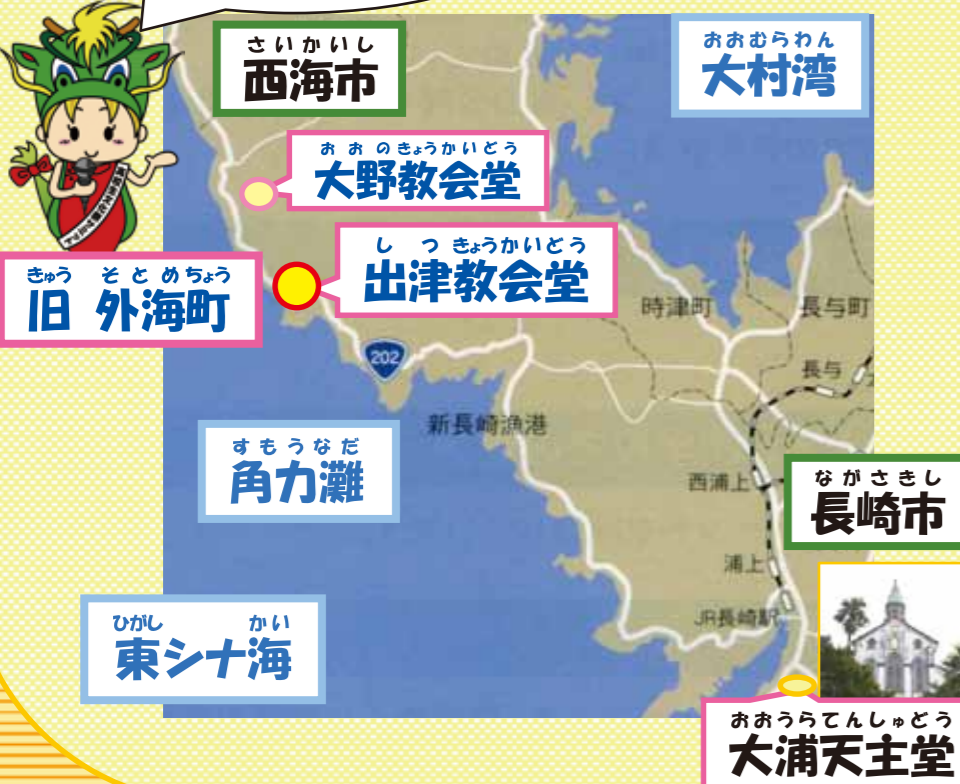 さいかいし
西海市
おおむらわん
大村湾
おおのきょうかいどう
大野教会堂
しつきょうかいどう
出津教会堂
きゅう そとめちょう
旧 外海町
時津町
長与町
長与
202
新長崎漁港
すもうなだ
角力灘
西浦上
ながさきし
長崎市
浦上
JR長崎駅
ひがし かい
東シナ海
おおうらてんしゅどう
大浦天主堂